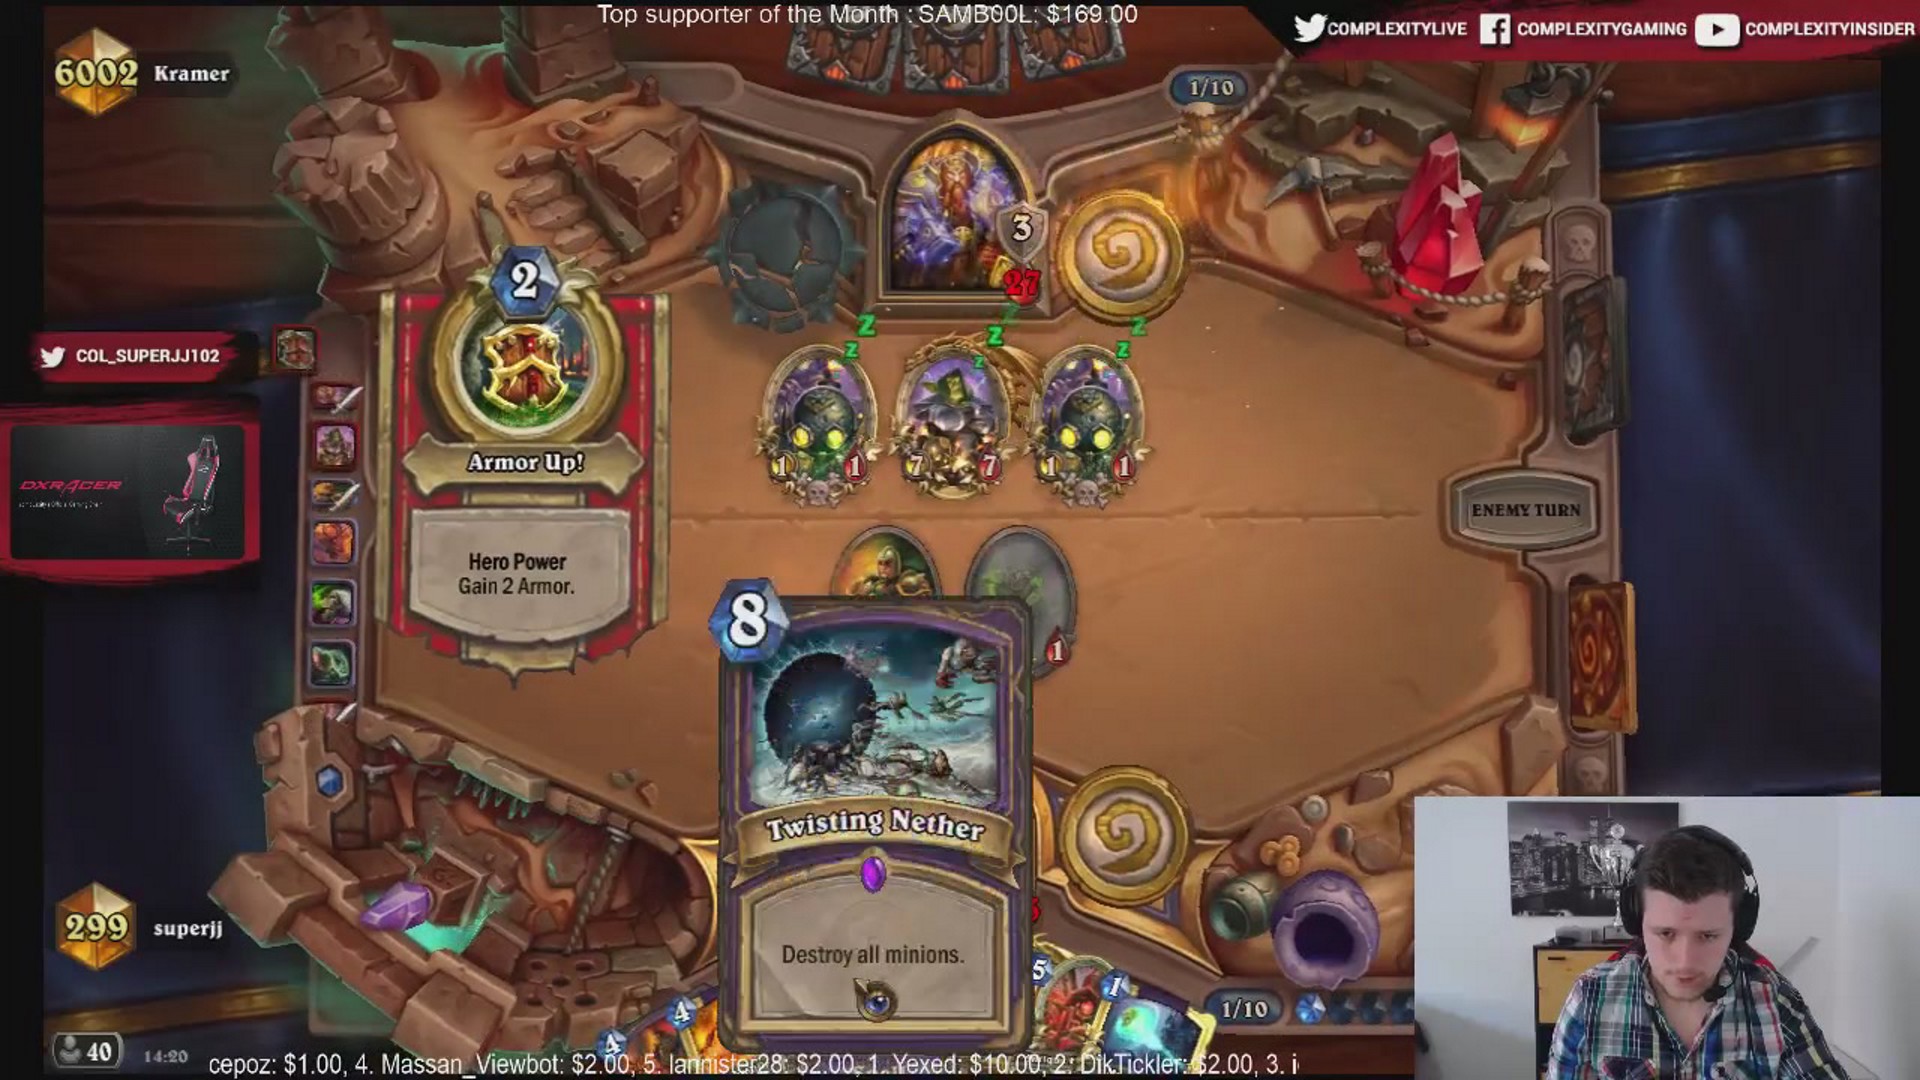 Top supporter of the Month : SAMB00L: $169.00
COMPLEXITYLIVE
COMPLEXITYGAMING
COMPLEXITYINSIDER
6002
Kramer
1/10
3
27
2
COL_SUPERJJ102
Armor Up!
Hero Power
Gain 2 Armor.
DXRACER
1
1
7
7
1
1
ENEMY TURN
8
1
Twisting Nether
Destroy all minions.
299
superjj
5
1
4
4
1/10
40
14:20
cepoz: $1.00, 4. Massan_Viewbot: $2.00, 5. lannister28: $2.00, 1. Yexed: $10.00, 2. DikTickler: $2.00, 3. i